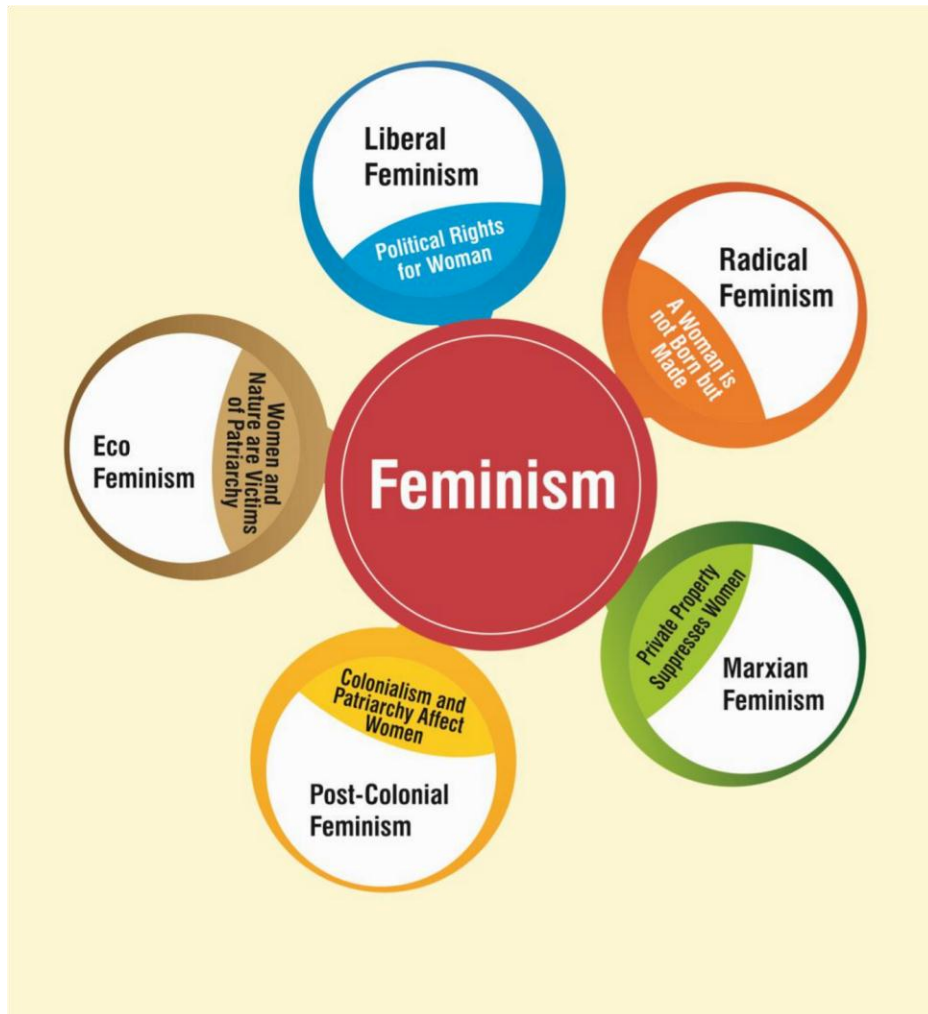 Liberal
Feminism
Political Rights
for Woman
Radical
Feminism
A Woman is
not Born but
Made
Feminism
Eco
Feminism
Women and
Nature are Victims
of Patriarchy
Private Property
Suppresses Women
Marxian
Feminism
Colonialism and
Patriarchy Affect
Women
Post-Colonial
Feminism